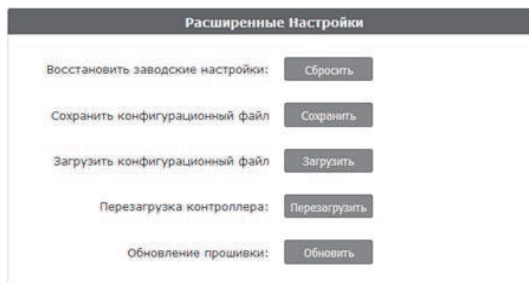 Расширенные Настройки
Восстановить заводские настройки: Сбросить
Сохранить конфигурационный файл Сохранить
Загрузить конфигурационный файл Загрузить
Перезагрузка контроллера: Перезагрузить
Обновление прошивки: Обновить